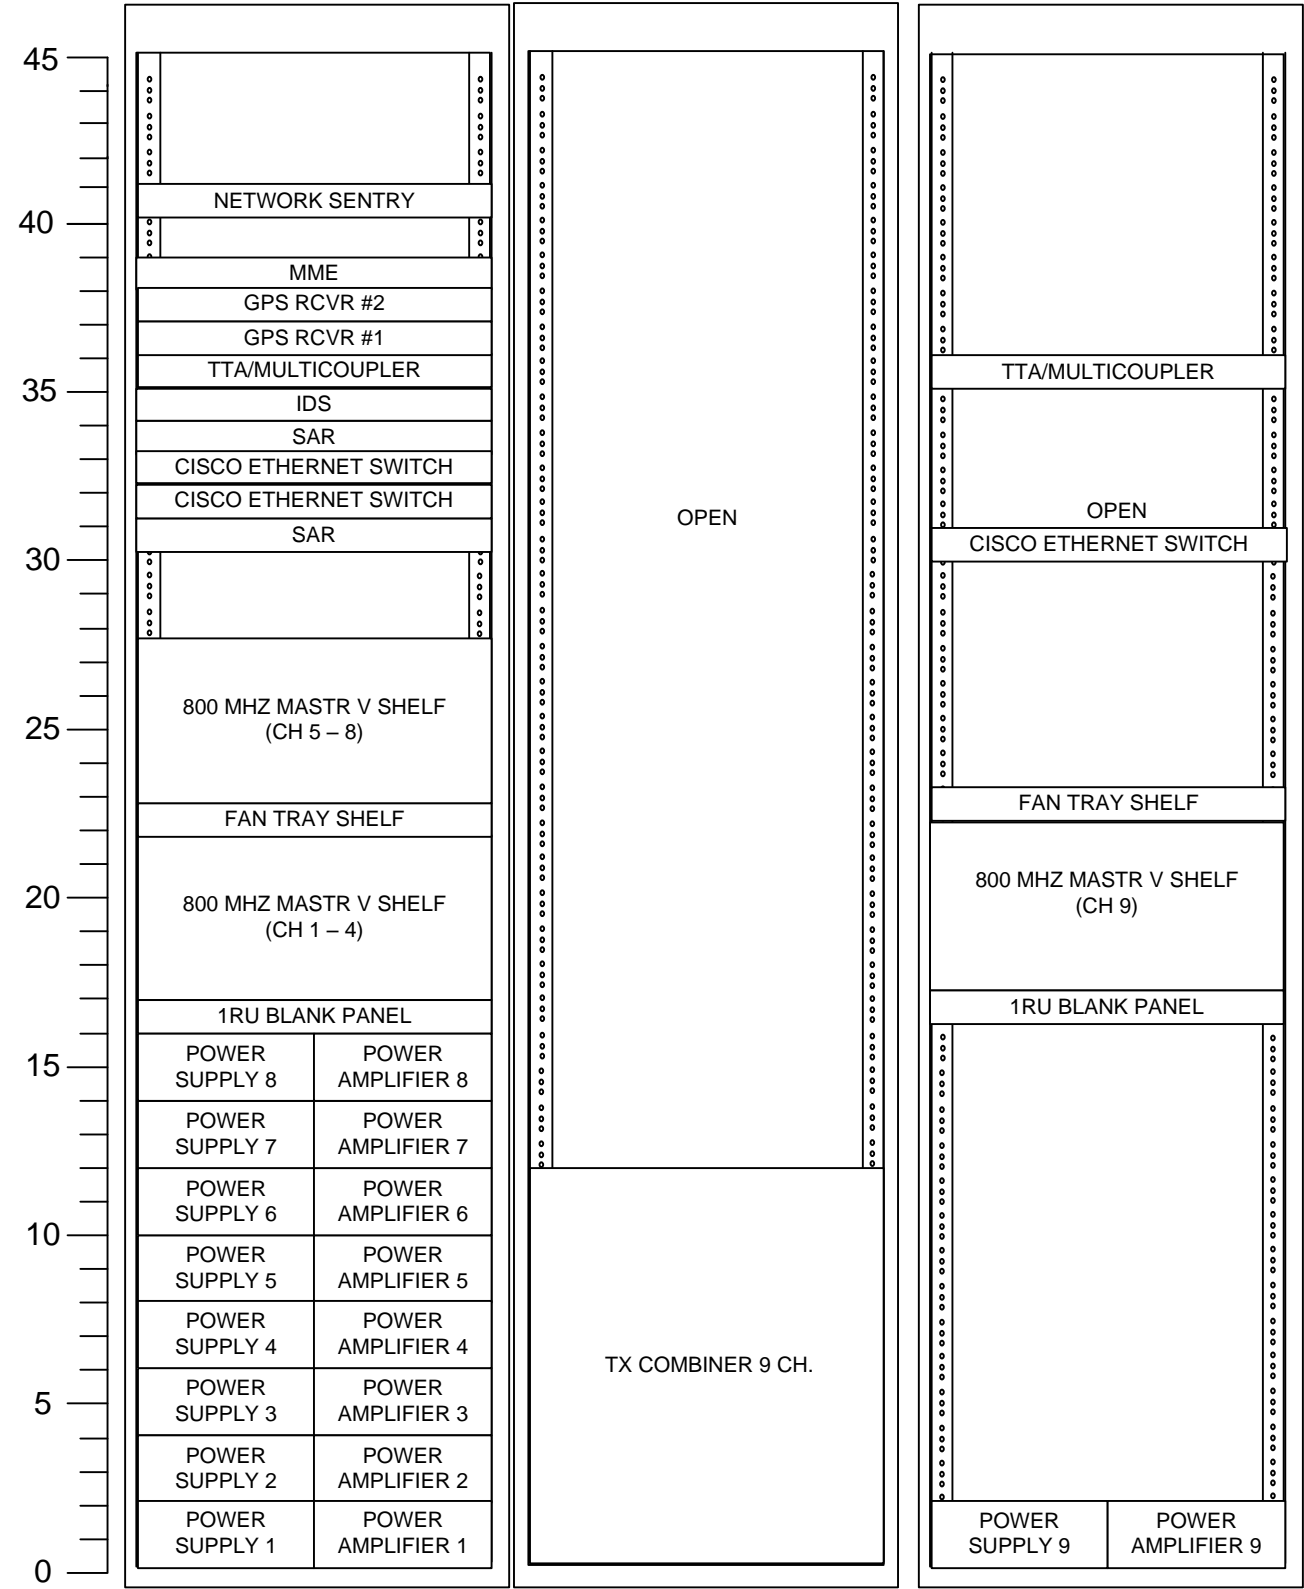 45
40
35
30
25
20
15
10
5
0
NETWORK SENTRY
MME
GPS RCVR #2
GPS RCVR #1
TTA/MULTICOUPLER
IDS
SAR
CISCO ETHERNET SWITCH
CISCO ETHERNET SWITCH
SAR
800 MHZ MASTR V SHELF
(CH 5 – 8)
FAN TRAY SHELF
800 MHZ MASTR V SHELF
(CH 1 – 4)
1RU BLANK PANEL
POWER
SUPPLY 8
POWER
AMPLIFIER 8
POWER
SUPPLY 7
POWER
AMPLIFIER 7
POWER
SUPPLY 6
POWER
AMPLIFIER 6
POWER
SUPPLY 5
POWER
AMPLIFIER 5
POWER
SUPPLY 4
POWER
AMPLIFIER 4
POWER
SUPPLY 3
POWER
AMPLIFIER 3
POWER
SUPPLY 2
POWER
AMPLIFIER 2
POWER
SUPPLY 1
POWER
AMPLIFIER 1
OPEN
TX COMBINER 9 CH.
TTA/MULTICOUPLER
OPEN
CISCO ETHERNET SWITCH
FAN TRAY SHELF
800 MHZ MASTR V SHELF
(CH 9)
1RU BLANK PANEL
POWER
SUPPLY 9
POWER
AMPLIFIER 9